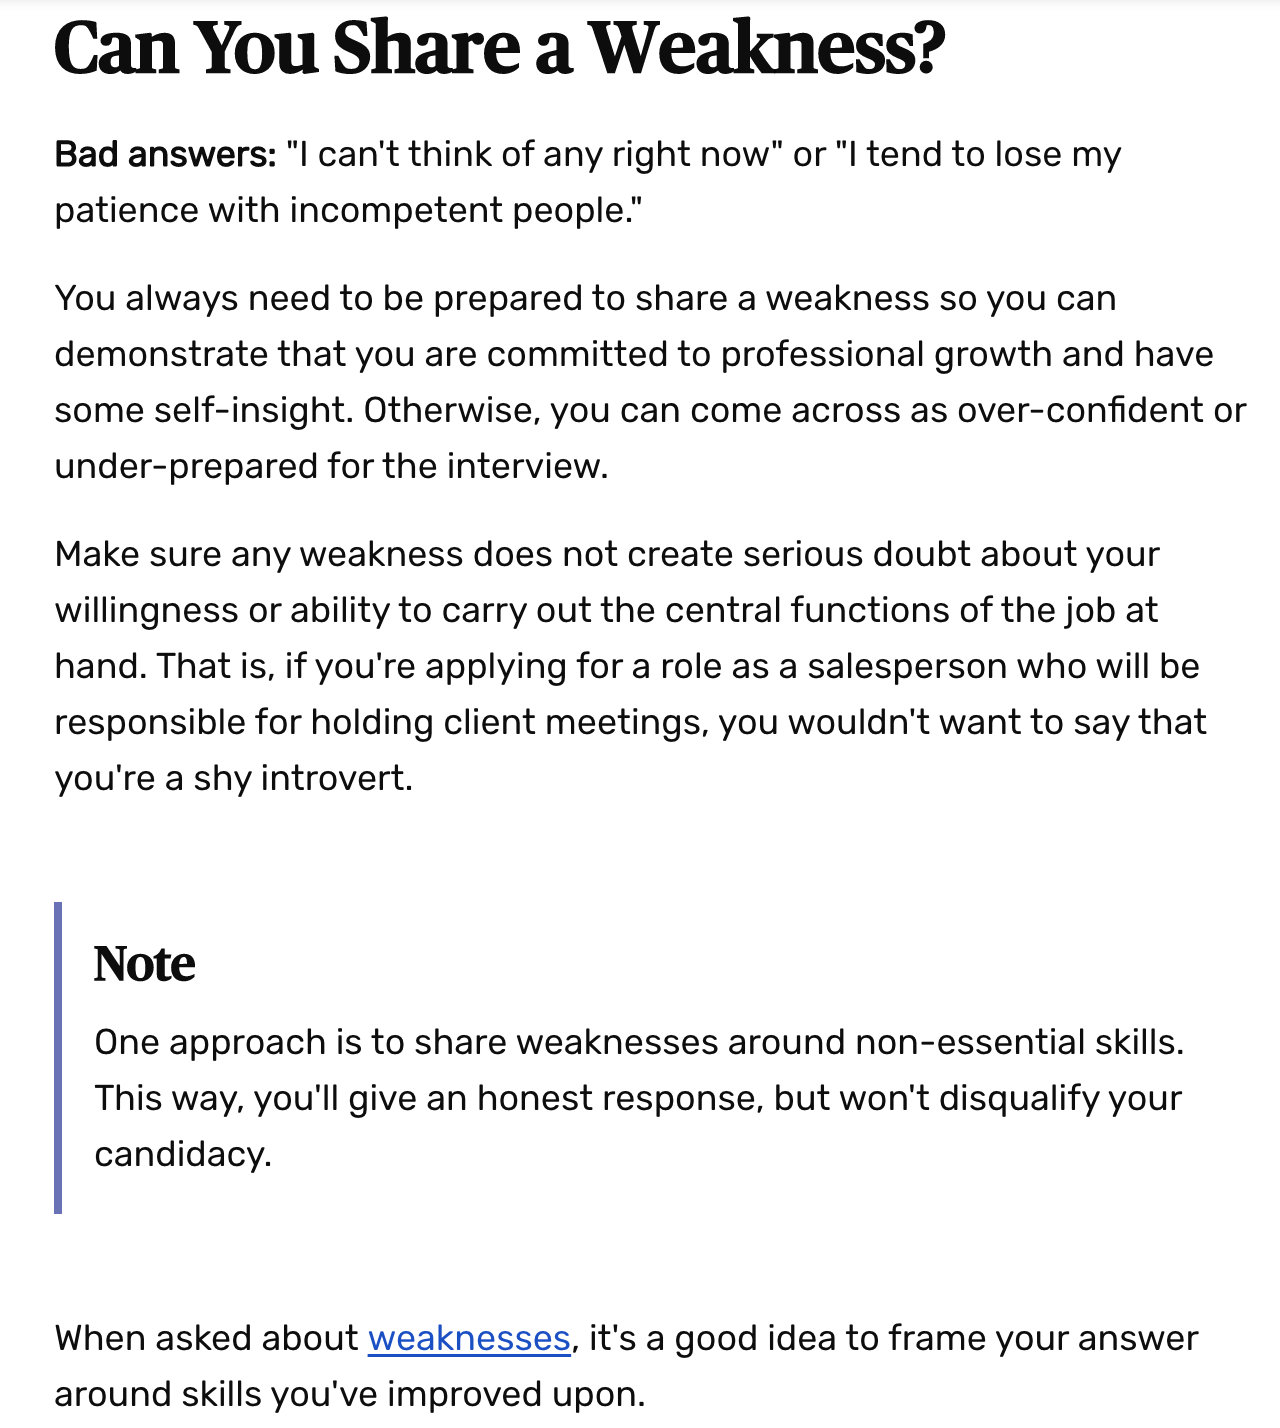 Can You Share a Weakness?
Bad answers: "I can't think of any right now" or "I tend to lose my
patience with incompetent people."
You always need to be prepared to share a weakness so you can
demonstrate that you are committed to professional growth and have
some self-insight. Otherwise, you can come across as over-confident or
under-prepared for the interview.
Make sure any weakness does not create serious doubt about your
willingness or ability to carry out the central functions of the job at
hand. That is, if you're applying for a role as a salesperson who will be
responsible for holding client meetings, you wouldn't want to say that
you're a shy introvert.
Note
One approach is to share weaknesses around non-essential skills.
This way, you'll give an honest response, but won't disqualify your
candidacy.
When asked about weaknesses, it's a good idea to frame your answer
around skills you've improved upon.